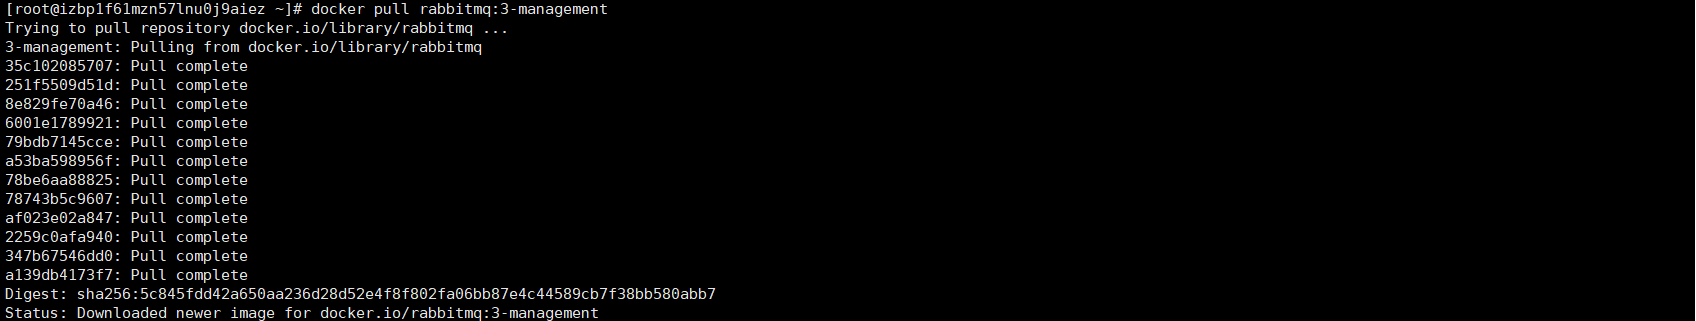 [root@izbp1f61mzn57lnu0j9aiez ~]# docker pull rabbitmq:3-management
Trying to pull repository docker.io/library/rabbitmq ...
3-management: Pulling from docker.io/library/rabbitmq
35c102085707: Pull complete
251f5509d51d: Pull complete
8e829fe70a46: Pull complete
6001e1789921: Pull complete
79bdb7145cce: Pull complete
a53ba598956f: Pull complete
78be6aa88825: Pull complete
78743b5c9607: Pull complete
af023e02a847: Pull complete
2259c0afa940: Pull complete
347b67546dd0: Pull complete
a139db4173f7: Pull complete
Digest: sha256:5c845fdd42a650aa236d28d52e4f8f802fa06bb87e4c44589cb7f38bb580abb7
Status: Downloaded newer image for docker.io/rabbitmq:3-management